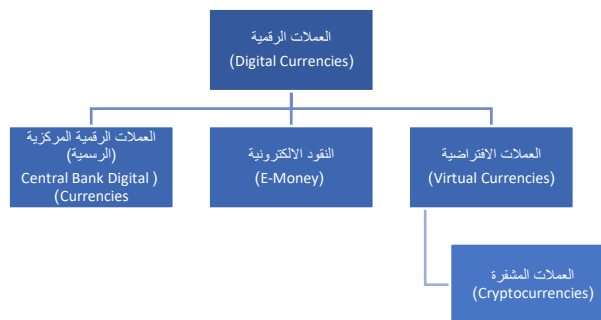 العملات الرقمية
(Digital Currencies)
العملات الرقمية المركزية
(الرسمية)
Central Bank Digital )
(Currencies
النقود الالكترونية
(E-Money)
العملات الافتراضية
(Virtual Currencies)
العملات المشفرة
(Cryptocurrencies)